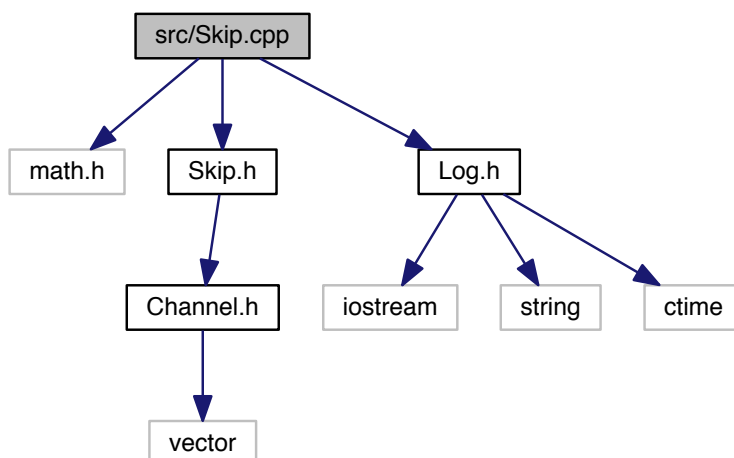 src/Skip.cpp
math.h
Skip.h
Log.h
Channel.h
iostream
string
ctime
vector